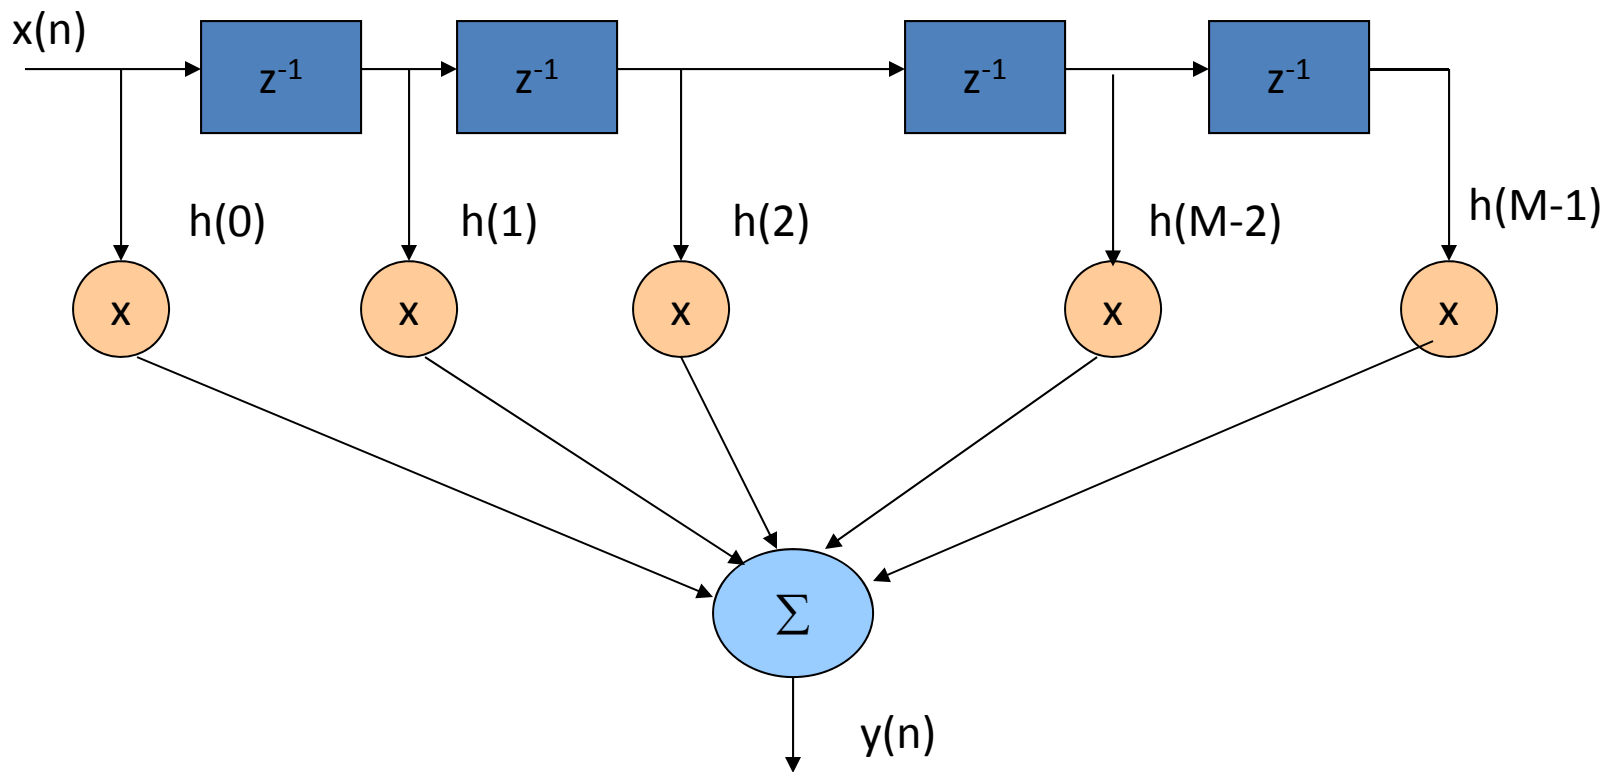 x(n)
z⁻¹ z⁻¹ z⁻¹ z⁻¹
h(0) h(1) h(2) h(M-2) h(M-1)
x x x x x
Σ
y(n)